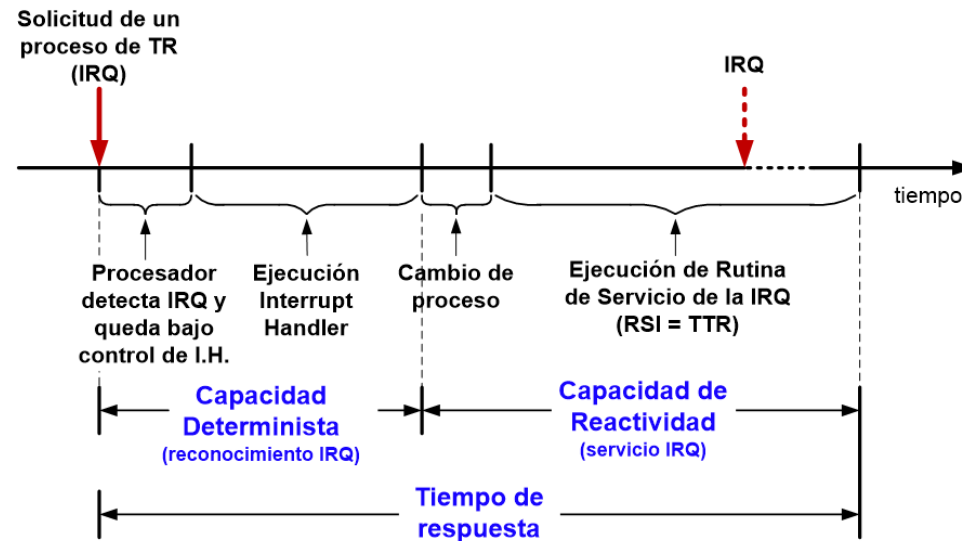 Solicitud de un
proceso de TR
(IRQ)
IRQ
tiempo
Procesador
detecta IRQ y
queda bajo
control de I.H.
Ejecución
Interrupt
Handler
Cambio de
proceso
Ejecución de Rutina
de Servicio de la IRQ
(RSI = TTR)
Capacidad
Determinista
(reconocimiento IRQ)
Capacidad de
Reactividad
(servicio IRQ)
Tiempo de
respuesta